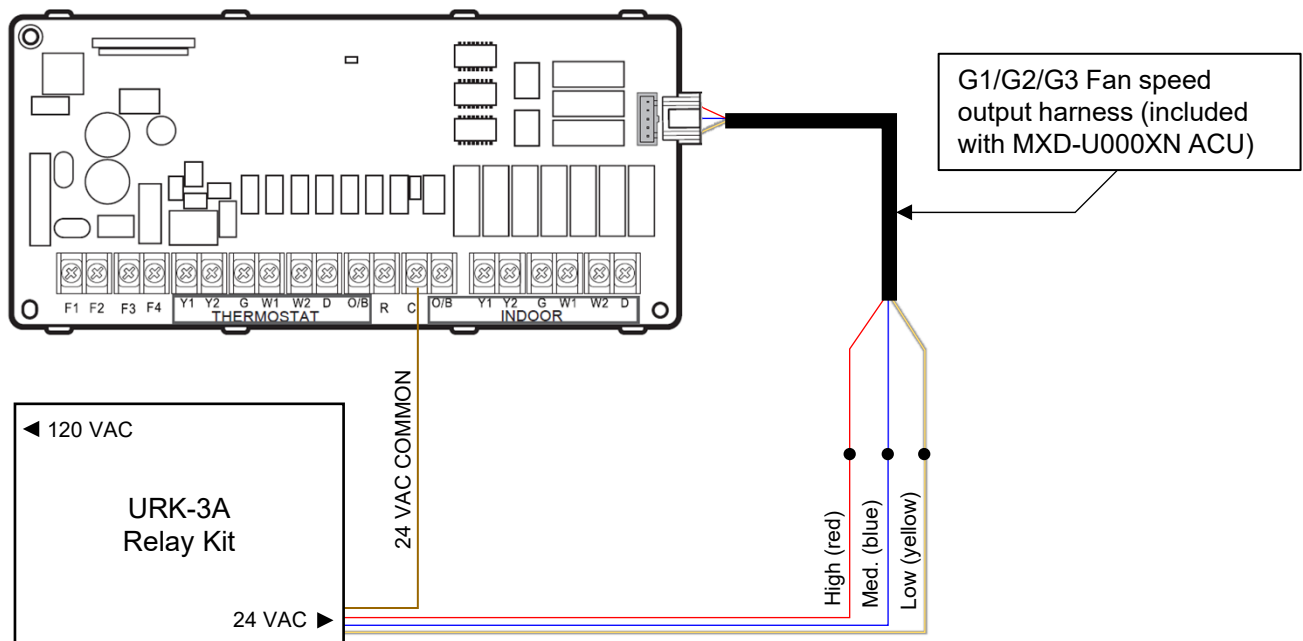 G1/G2/G3 Fan speed
output harness (included
with MXD-U000XN ACU)
F1 F2 F3 F4 Y1 Y2 G W1 W2 D O/B R C O/B Y1 Y2 G W1 W2 D
THERMOSTAT INDOOR
24 VAC COMMON
120 VAC
URK-3A
Relay Kit
24 VAC
High (red)
Med. (blue)
Low (yellow)